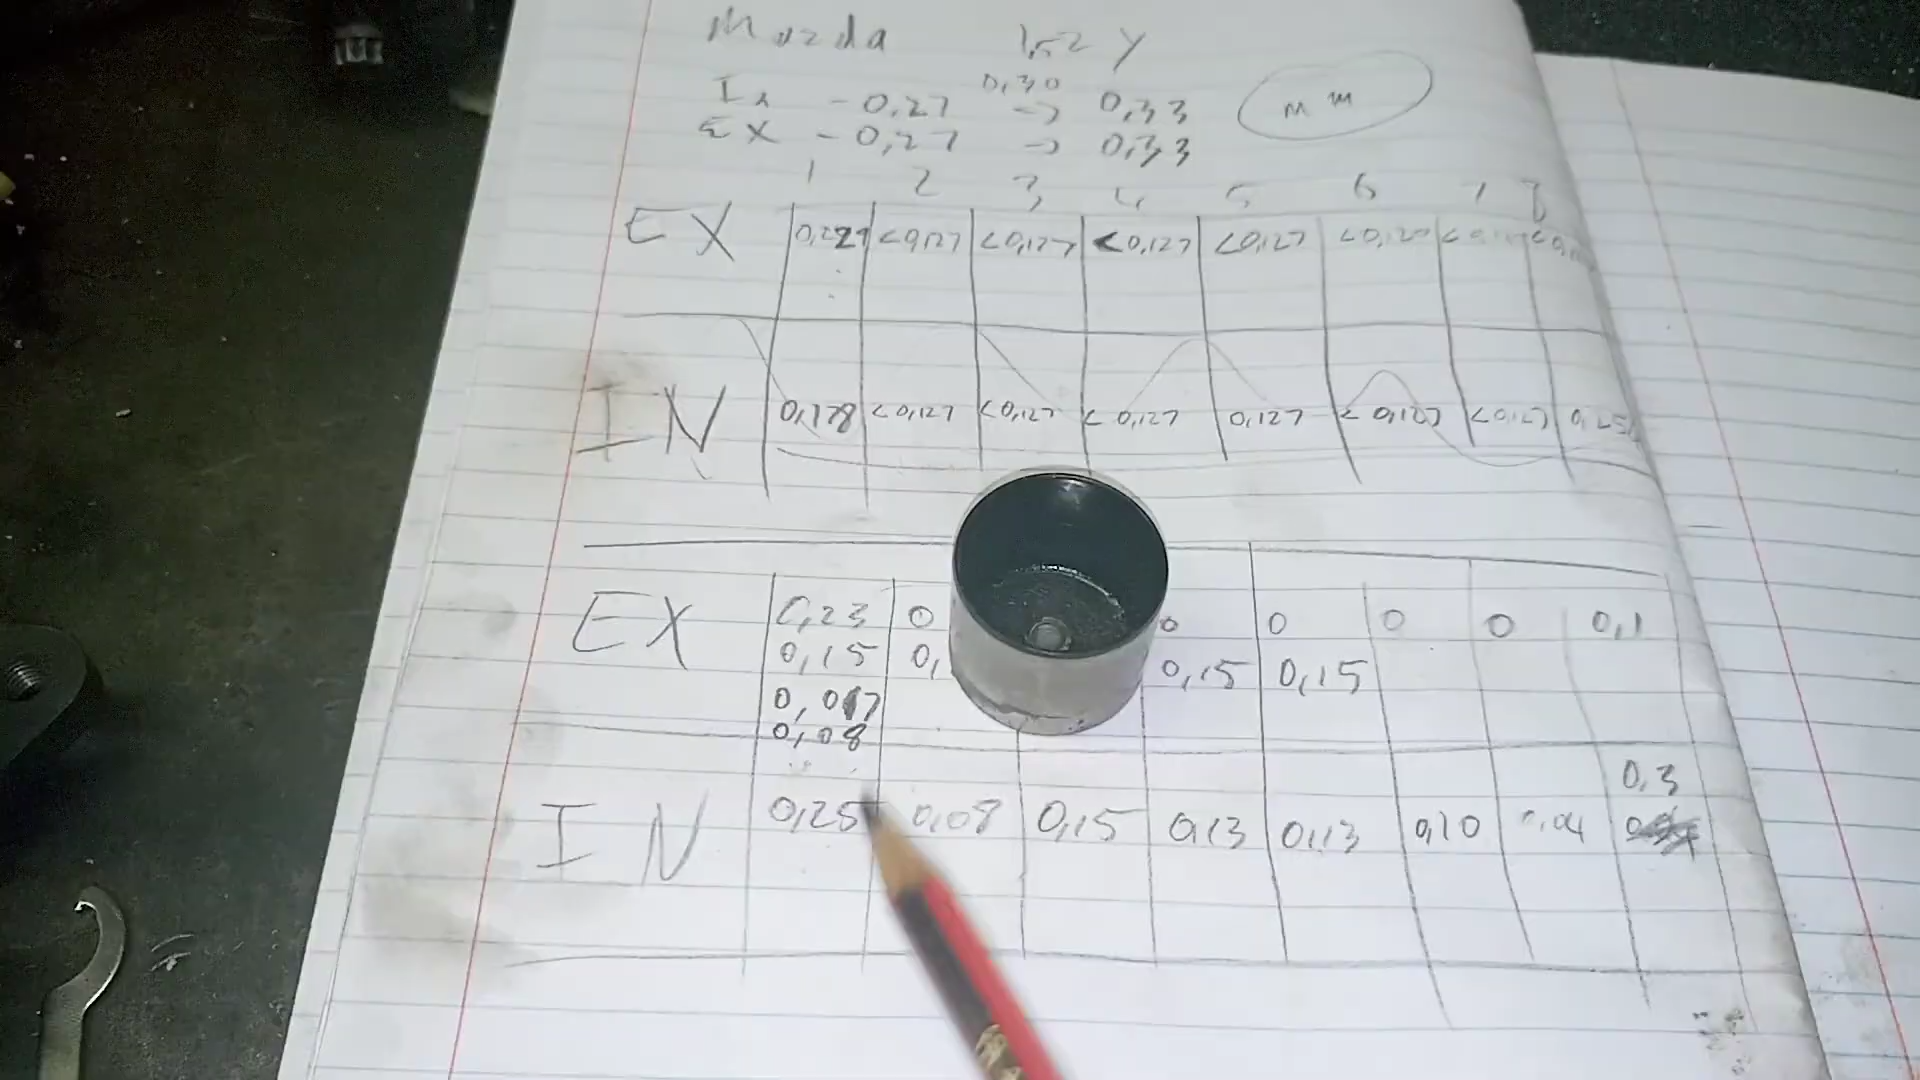 Mazda 1,52 Y
0,30
In - 0,27 -> 0,33 mm
EX - 0,27 -> 0,33
1 2 3 4 5 6 7 8
EX 0,229 <0,127 <0,127 <0,127 <0,127 <0,127
IN 0,178 <0,127 <0,127 <0,127 0,127 <0,127 <0,127
EX 0,23 0 0 0 0 0 0,1
0,15 0,15 0,15
0,08
0,3
IN 0,25 0,08 0,15 0,13 0,13 0,10 0,04